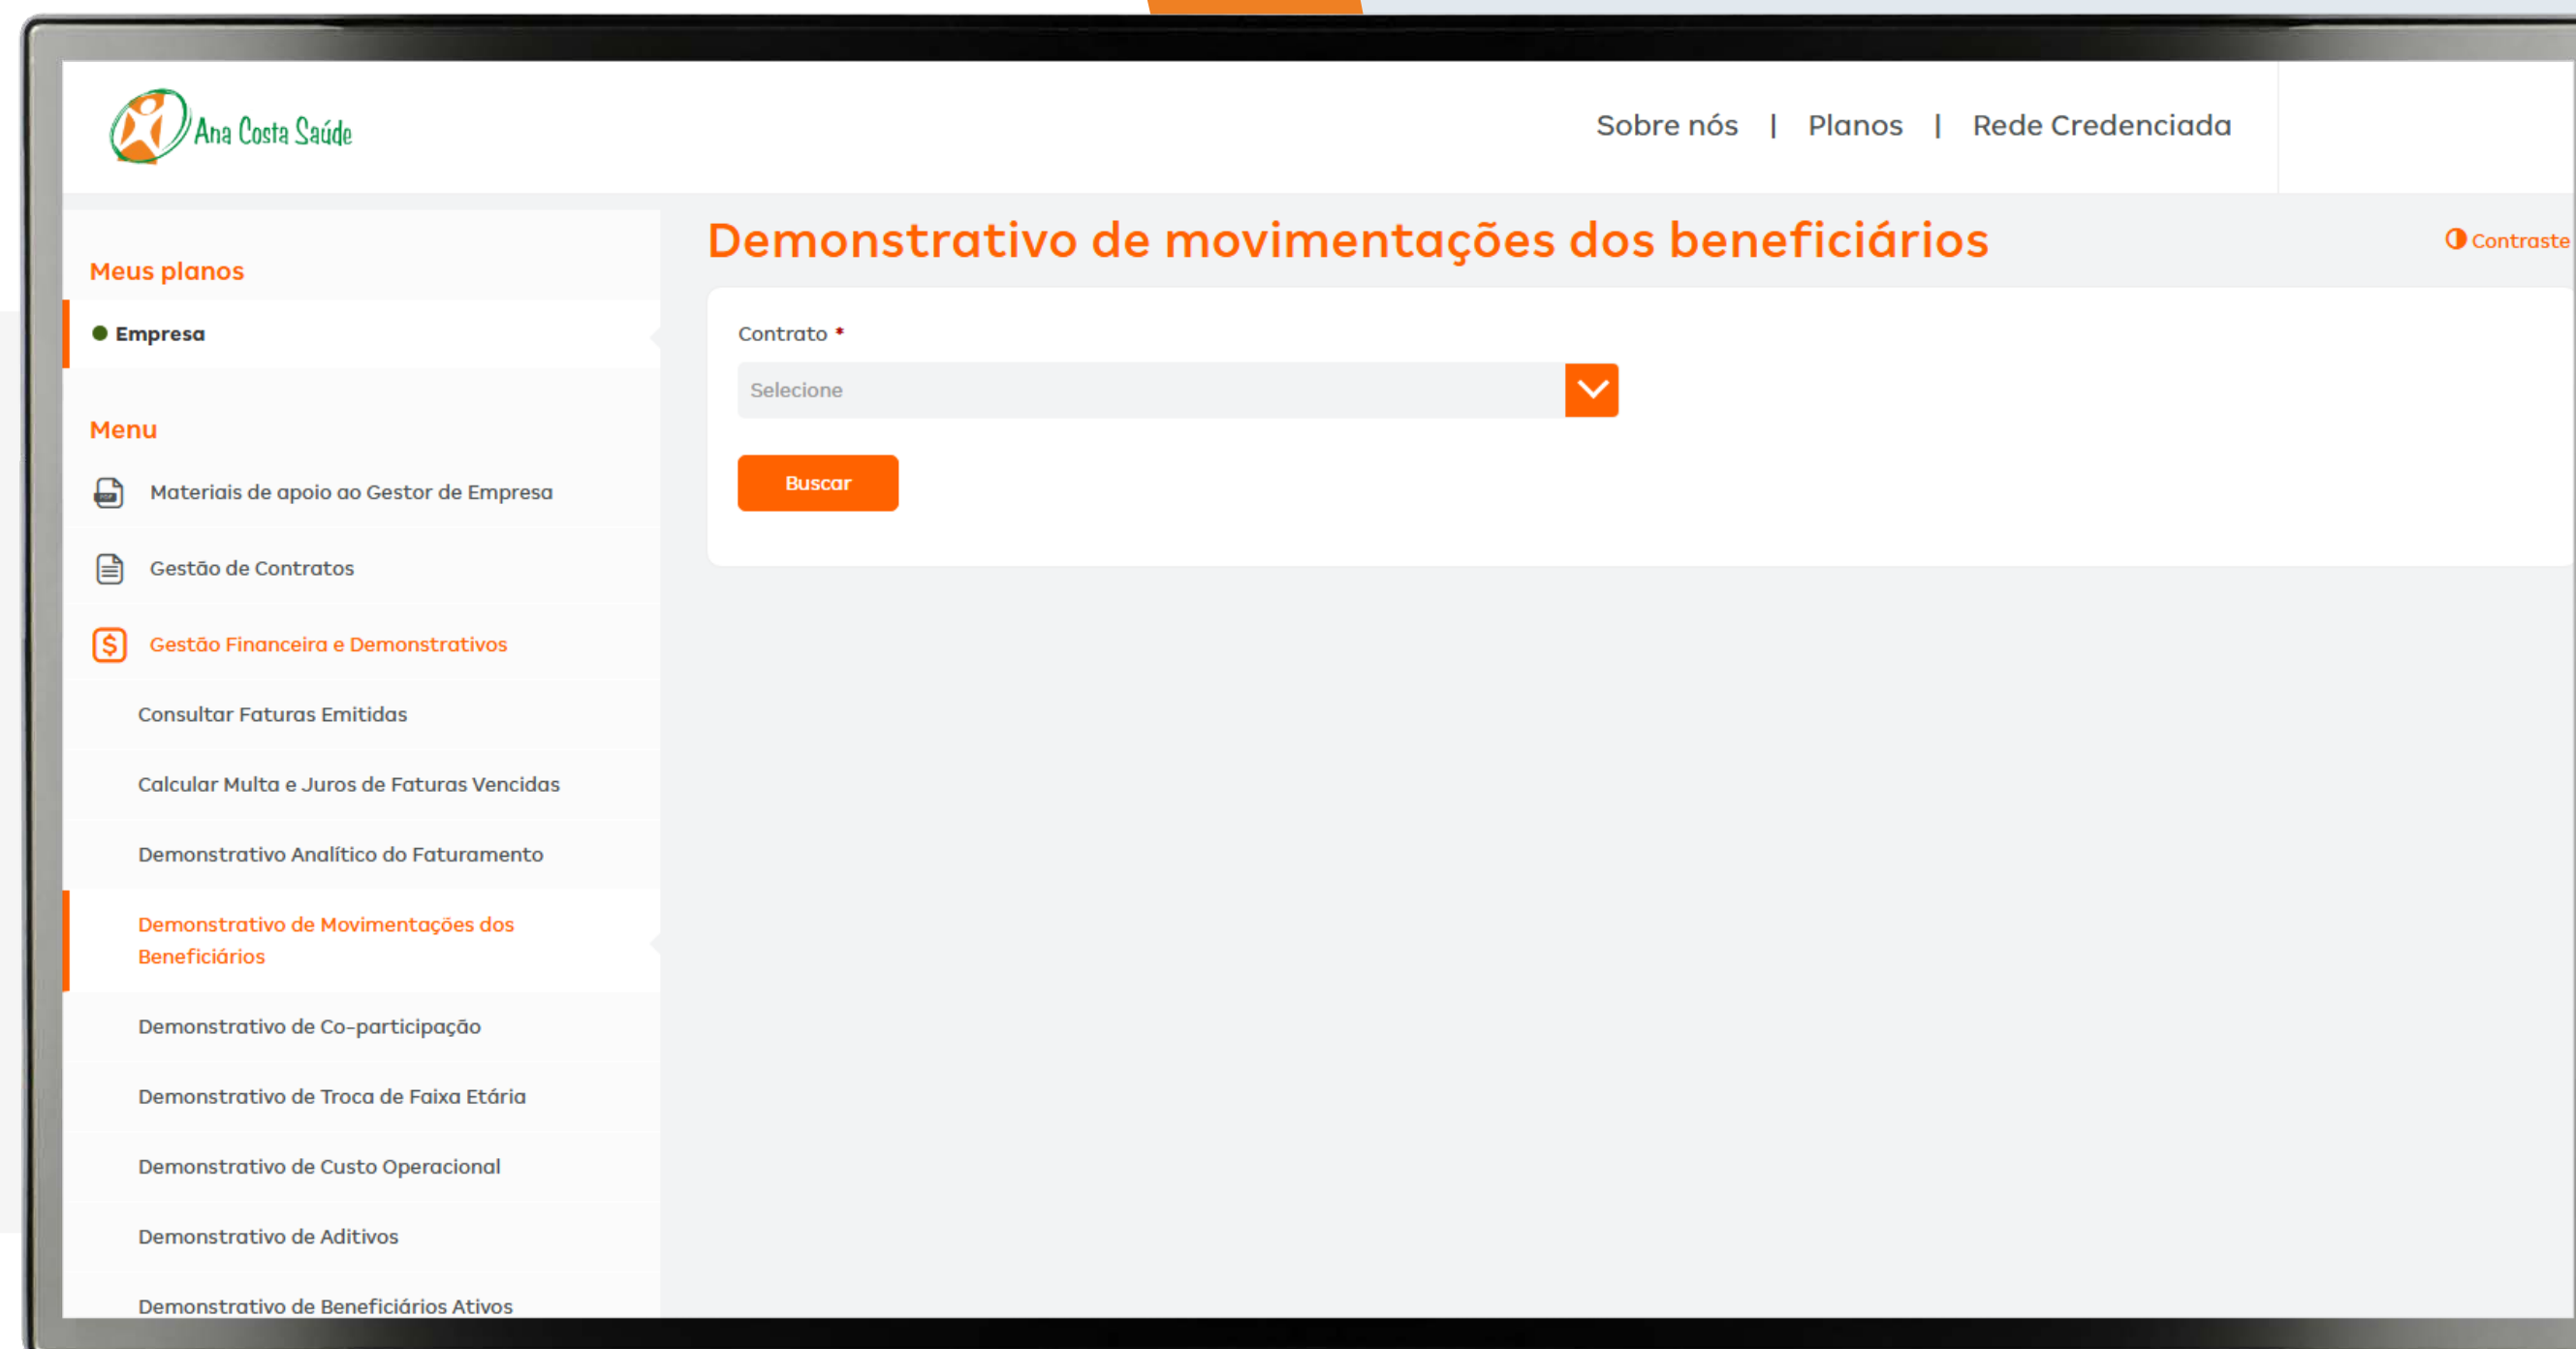 Ana Costa Saúde
Sobre nós | Planos | Rede Credenciada
Meus planos
Empresa
Menu
Materiais de apoio ao Gestor de Empresa
Gestão de Contratos
Gestão Financeira e Demonstrativos
Consultar Faturas Emitidas
Calcular Multa e Juros de Faturas Vencidas
Demonstrativo Analítico do Faturamento
Demonstrativo de Movimentações dos
Beneficiários
Demonstrativo de Co-participação
Demonstrativo de Troca de Faixa Etária
Demonstrativo de Custo Operacional
Demonstrativo de Aditivos
Demonstrativo de Beneficiários Ativos
Demonstrativo de movimentações dos beneficiários
Contraste
Contrato *
Selecione
Buscar